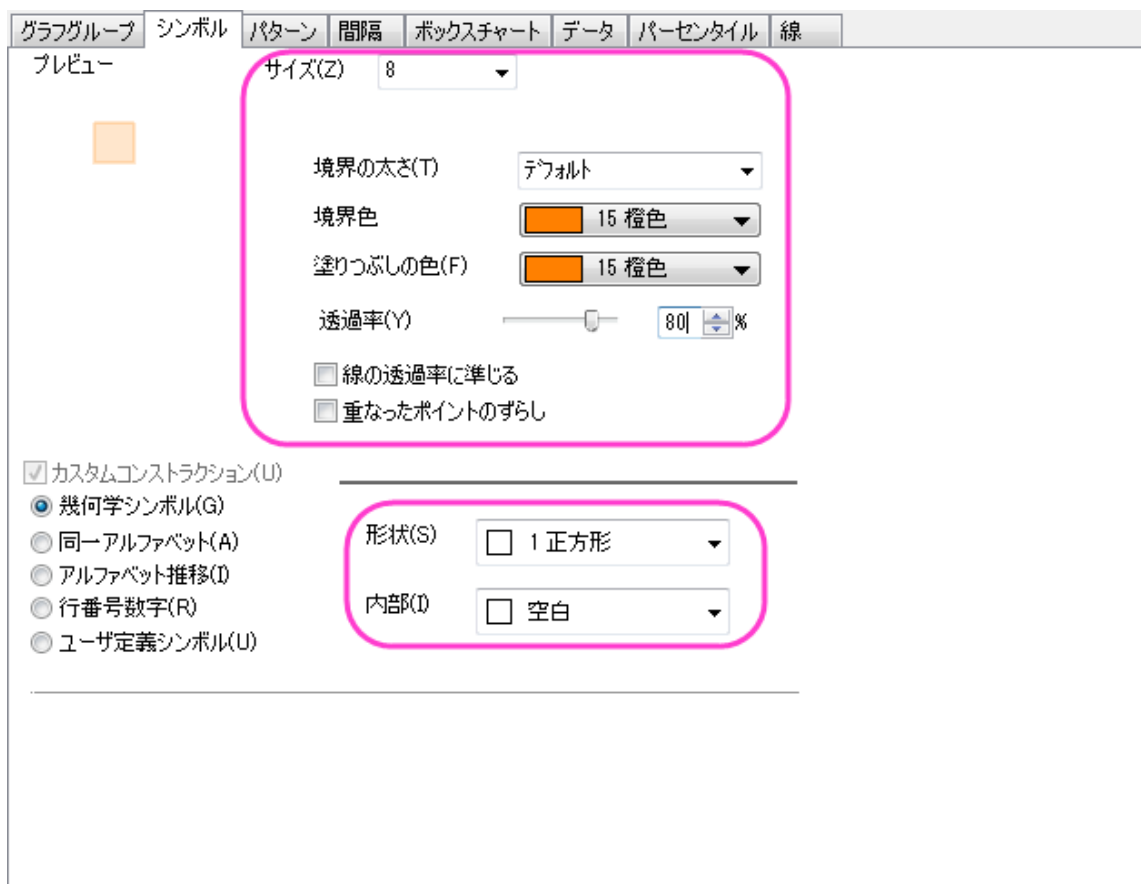 グラフグループ シンボル パターン 間隔 ボックスチャート データ パーセンタイル 線
プレビュー
サイズ(Z) 8
境界の太さ(T) デフォルト
境界色 15 橙色
塗りつぶしの色(F) 15 橙色
透過率(Y) 80 %
線の透過率に準じる
重なったポイントのずらし
カスタムコンストラクション(U)
幾何学シンボル(G)
同一アルファベット(A)
アルファベット推移(I)
行番号数字(R)
ユーザ定義シンボル(U)
形状(S) 1 正方形
内部(I) 空白